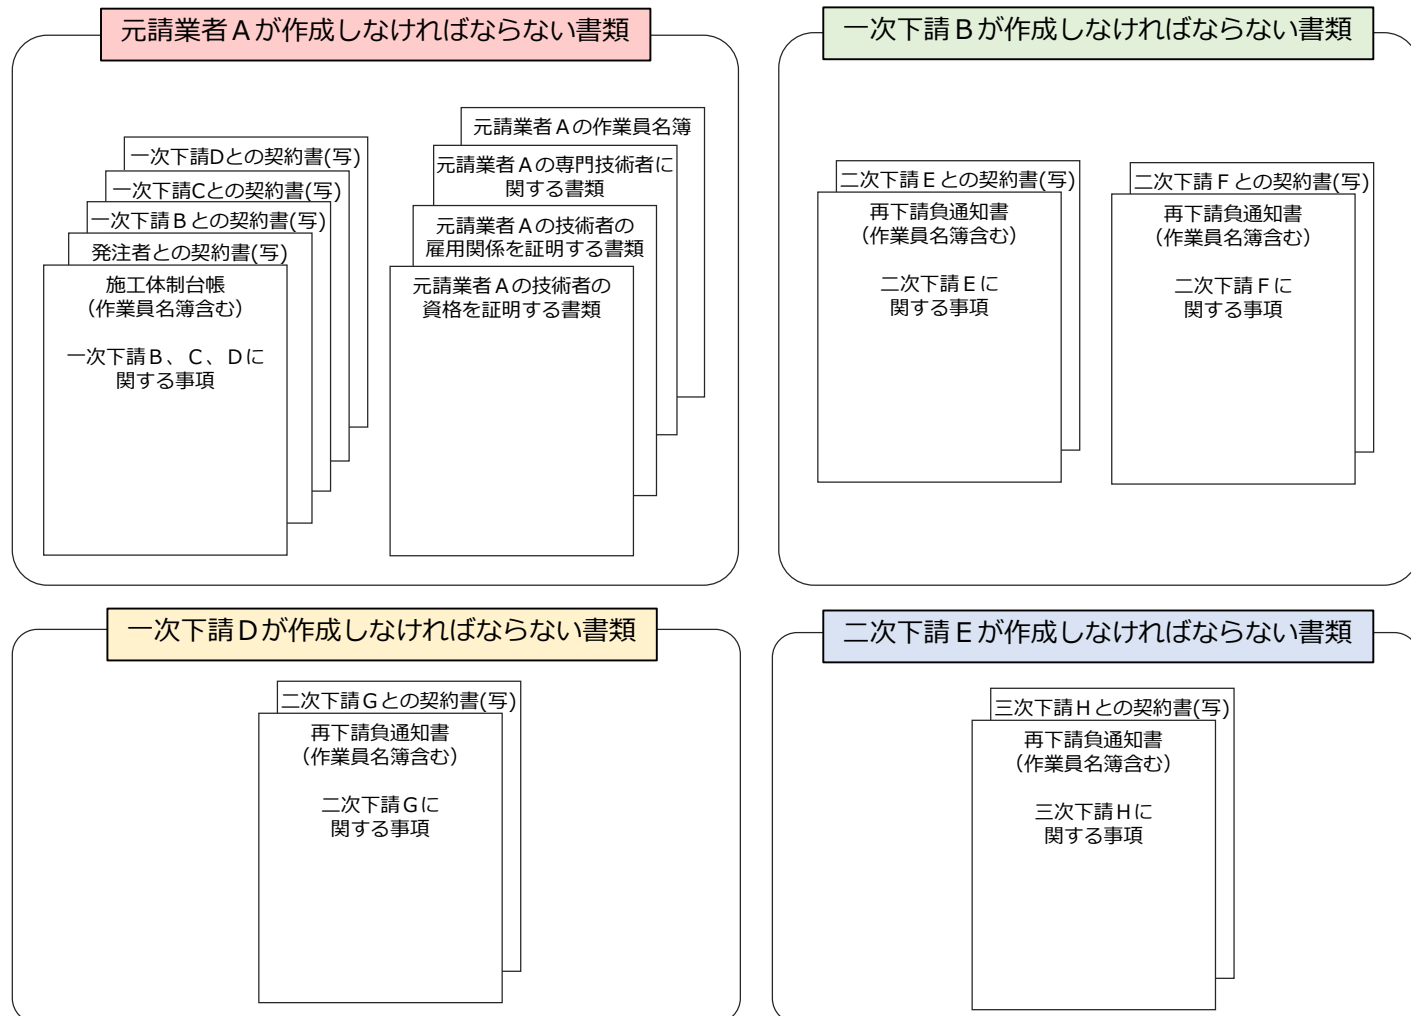 元請業者Aが作成しなければならない書類
一次下請Dとの契約書(写)
一次下請Cとの契約書(写)
一次下請Bとの契約書(写)
発注者との契約書(写)
施工体制台帳
(作業員名簿含む)
一次下請B、C、Dに
関する事項
元請業者Aの作業員名簿
元請業者Aの専門技術者に
関する書類
元請業者Aの技術者の
雇用関係を証明する書類
元請業者Aの技術者の
資格を証明する書類
一次下請Bが作成しなければならない書類
二次下請Eとの契約書(写)
再下請負通知書
(作業員名簿含む)
二次下請Eに
関する事項
二次下請Fとの契約書(写)
再下請負通知書
(作業員名簿含む)
二次下請Fに
関する事項
一次下請Dが作成しなければならない書類
二次下請Gとの契約書(写)
再下請負通知書
(作業員名簿含む)
二次下請Gに
関する事項
二次下請Eが作成しなければならない書類
三次下請Hとの契約書(写)
再下請負通知書
(作業員名簿含む)
三次下請Hに
関する事項